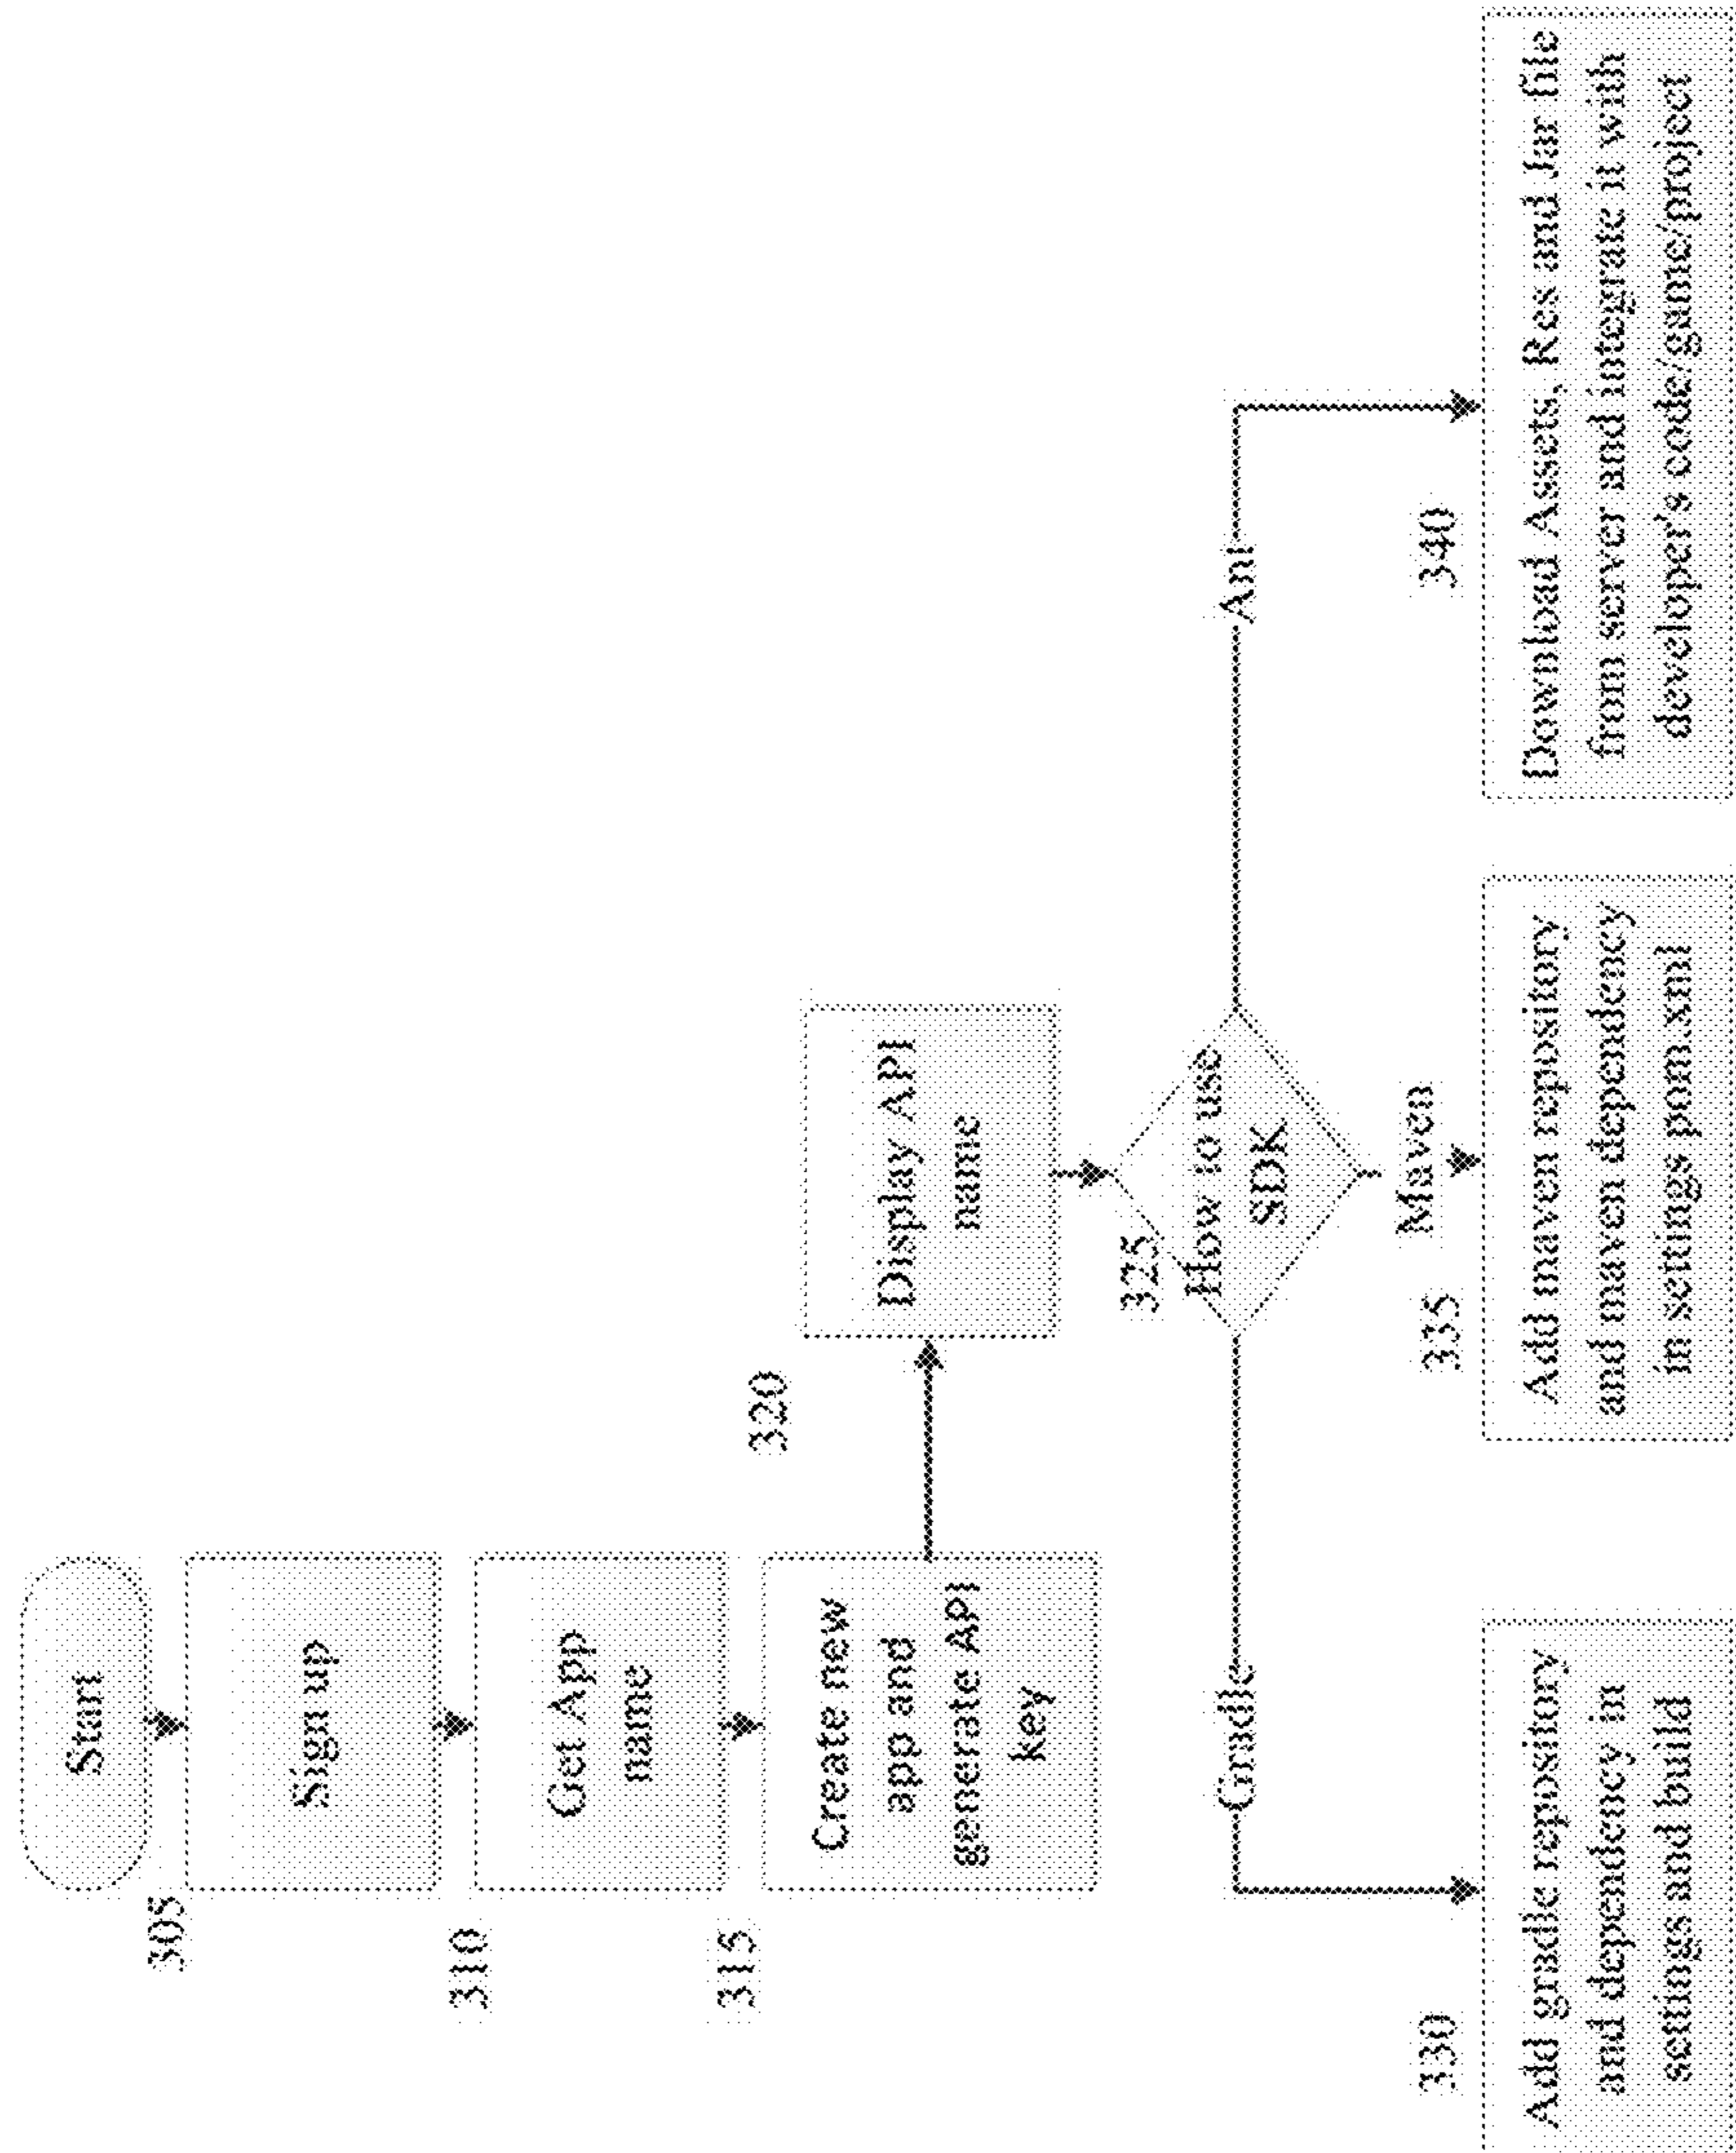 Start
305
Sign up
310
Get App
name
315
Create new
app and
generate API
key
320
Display API
name
325
How to use
SDK
Gradle
Maven
Ant
330
Add gradle repository
and dependency in
settings and build
335
Add maven repository
and maven dependency
in settings pom.xml
340
Download Assets, Res and Jar file
from server and integrate it with
developer's code/game/project